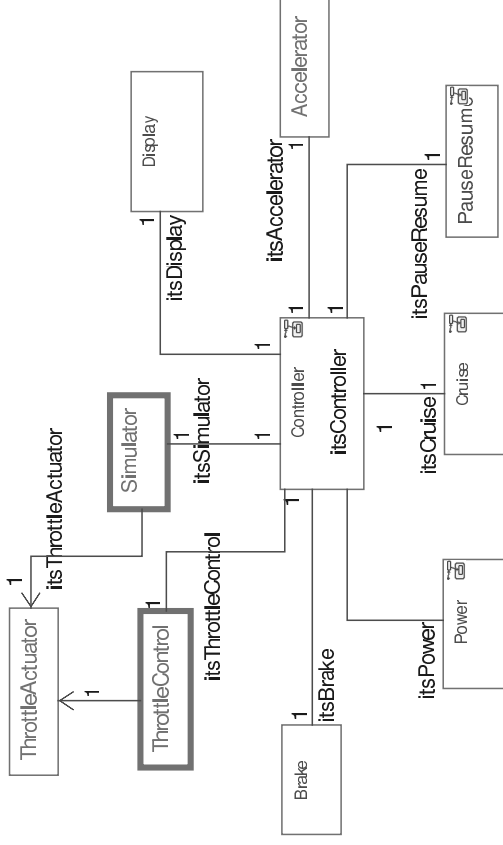 ThrottleActuator
1
itsThrottleActuator
1
ThrottleControl
1
itsThrottleControl
Simulator
1
itsSimulator
1
Display
1
itsDisplay
1
Controller
itsController
1
1
1
1
Accelerator
1
itsAccelerator
Brake
1
itsBrake
Power
itsPower
Cruise
1
itsCruise
PauseResume
1
itsPauseResume